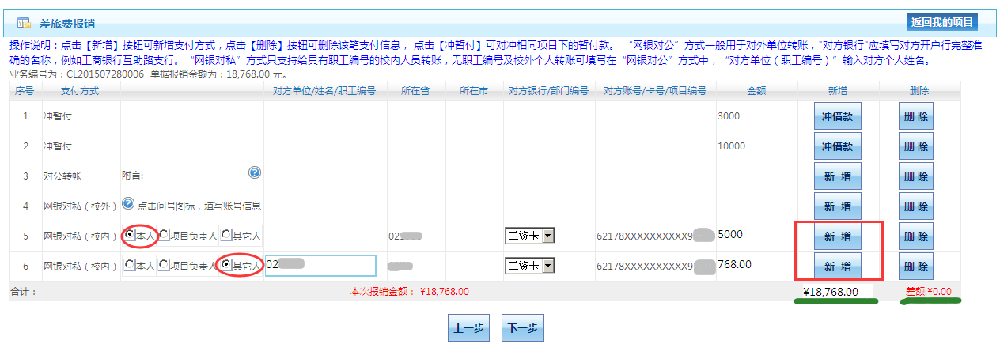 差旅费报销 返回我的项目
操作说明；点击【新增】按钮可新增支付方式，点击【删除】按钮可删除该笔支付信息， 点击【冲暂付】可对冲相同项目下的暂付款。 “网银对公”方式一般用于对外单位转账，"对方银行"应填写对方开户行完整准
确的名称，例如工商银行互助路支行。“网银对私”方式只支持给具有职工编号的校内人员转账，无职工编号及校外个人转账可填写在“网银对公”方式中，“对方单位（职工编号）”输入对方个人姓名。
业务编号为：CL201507280006 单据报销金额为：18,768.00 元。
序号 支付方式 对方单位/姓名/职工编号 所在省 所在市 对方银行/部门编号 对方账号/卡号/项目编号 金额 新增 删除
1 冲暂付 3000 冲借款 删 除
2 冲暂付 10000 冲借款 删 除
3 对公转帐 附言: 新 增 删 除
4 网银对私（校外） 点击问号图标，填写账号信息 新 增 删 除
5 网银对私（校内） 本人 项目负责人 其它人 02 工资卡 62178XXXXXXXXXX9 5000 新 增 删 除
6 网银对私（校内） 本人 项目负责人 其它人 02 工资卡 62178XXXXXXXXXX9 768.00 新 增 删 除
合计： 本次报销金额： ¥18,768.00 ¥18,768.00 差额:¥0.00
上一步 下一步